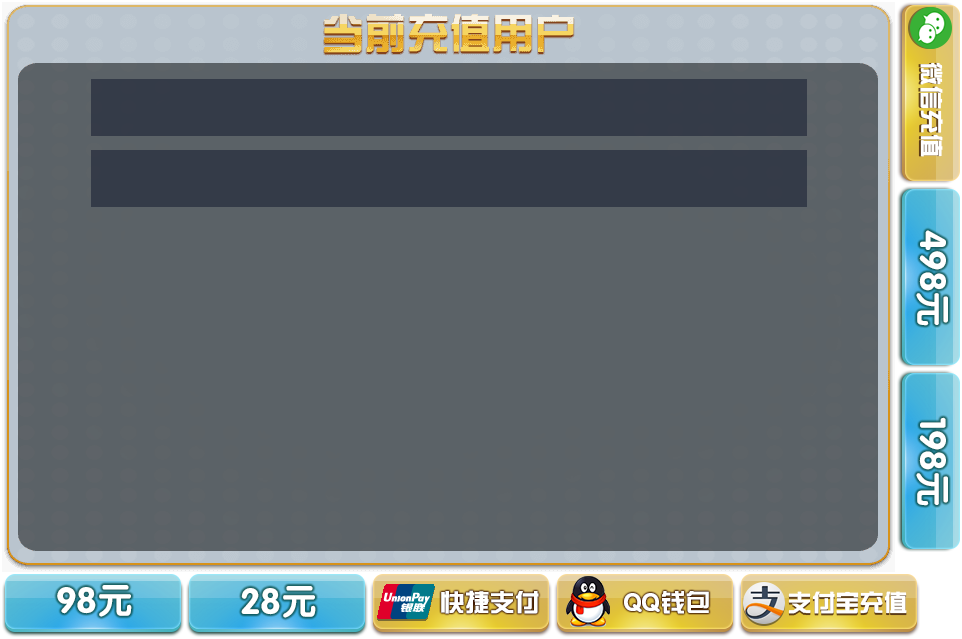 当前充值用户
微信充值
498元
198元
98元
28元
UnionPay
银联
快捷支付
QQ钱包
支
支付宝充值